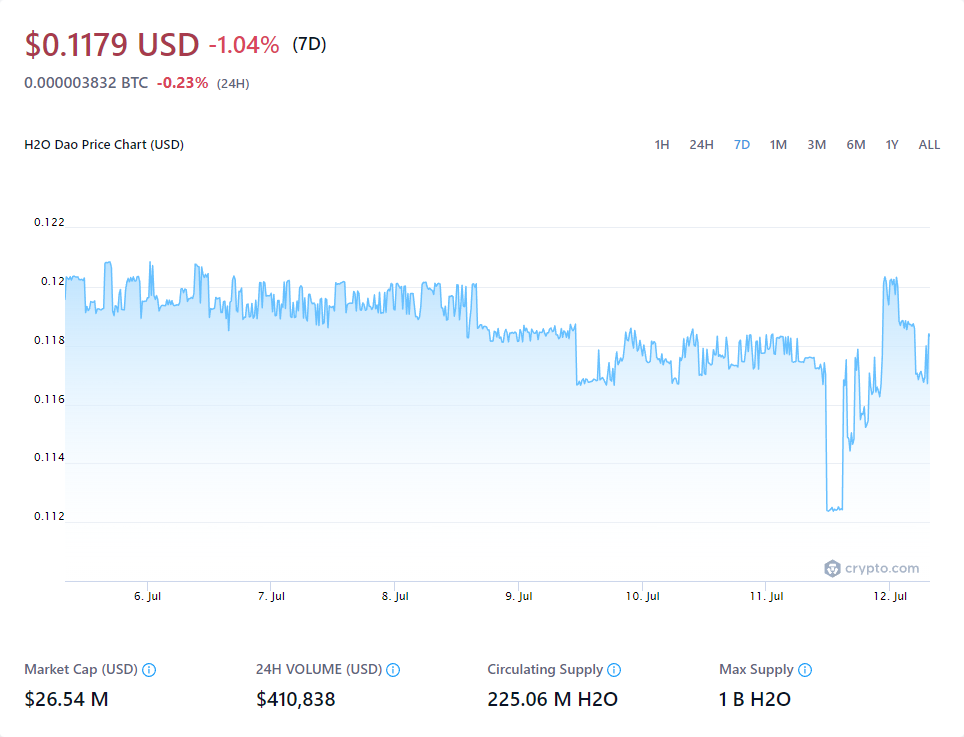 $0.1179 USD -1.04% (7D)
0.000003832 BTC -0.23% (24H)
H2O Dao Price Chart (USD) 1H 24H 7D 1M 3M 6M 1Y ALL
0.122
0.12
0.118
0.116
0.114
0.112
crypto.com
6. Jul 7. Jul 8. Jul 9. Jul 10. Jul 11. Jul 12. Jul
Market Cap (USD) 24H VOLUME (USD) Circulating Supply Max Supply
$26.54 M $410,838 225.06 M H2O 1 B H2O